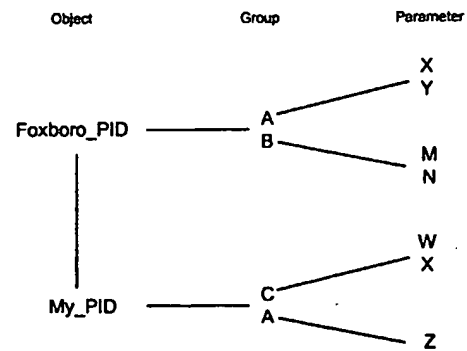 Object Group Parameter
X
Y
Foxboro_PID A
B
M
N
W
X
My_PID C
A
Z